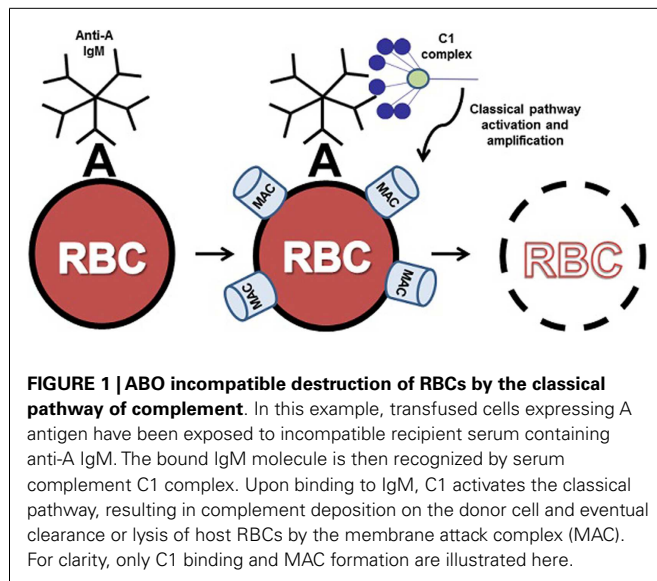 Anti-A
IgM
C1
complex
Classical pathway
activation and
amplification
A
A
MAC
MAC
RBC
RBC
RBC
MAC
MAC
FIGURE 1 | ABO incompatible destruction of RBCs by the classical
pathway of complement. In this example, transfused cells expressing A
antigen have been exposed to incompatible recipient serum containing
anti-A IgM. The bound IgM molecule is then recognized by serum
complement C1 complex. Upon binding to IgM, C1 activates the classical
pathway, resulting in complement deposition on the donor cell and eventual
clearance or lysis of host RBCs by the membrane attack complex (MAC).
For clarity, only C1 binding and MAC formation are illustrated here.